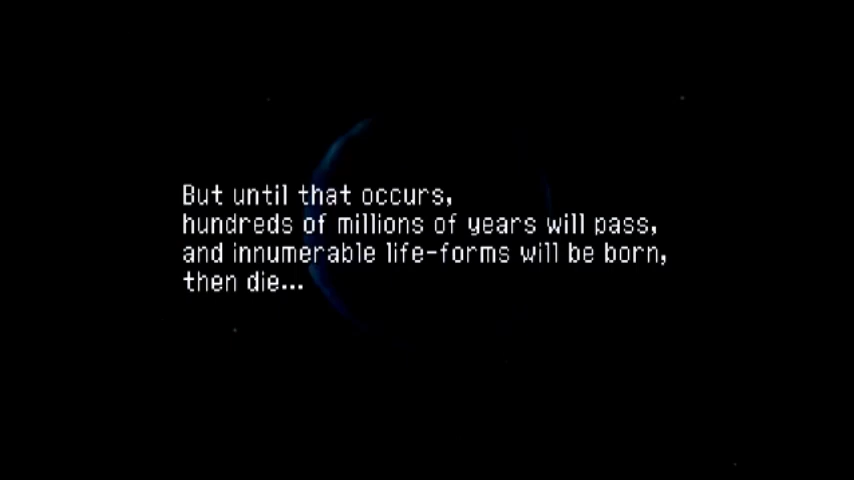 But until that occurs,
hundreds of millions of years will pass,
and innumerable life-forms will be born,
then die...